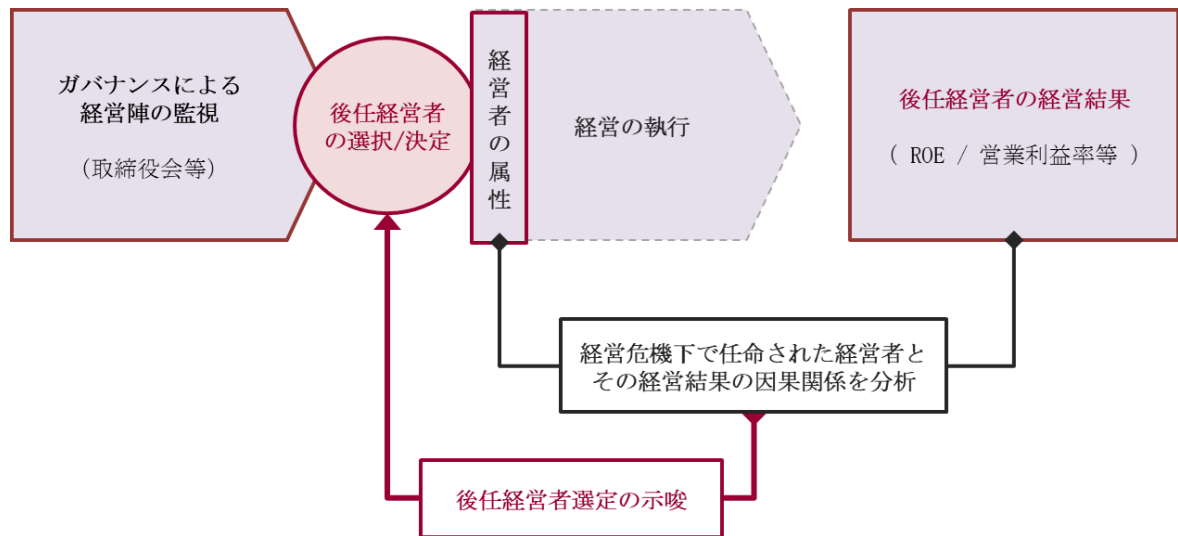 ガバナンスによる
経営陣の監視
（取締役会等）
後任経営者
の選択/決定
経営者の属性
経営の執行
後任経営者の経営結果
( ROE / 営業利益率等 )
経営危機下で任命された経営者と
その経営結果の因果関係を分析
後任経営者選定の示唆